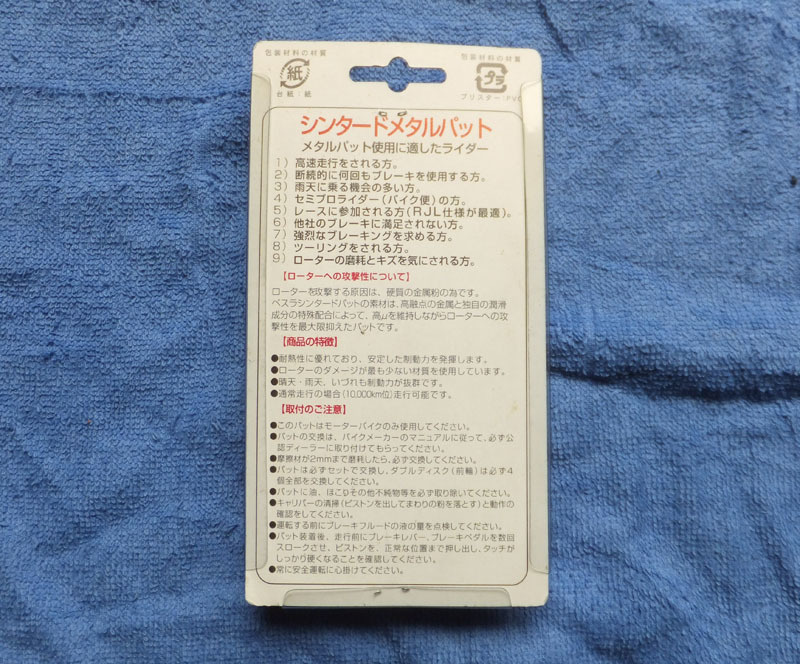 包装材料の材質
紙
台紙:紙
包装材料の材質
プラ
ブリスター:PVC
シンタードメタルパット
メタルパット使用に適したライダー
1) 高速走行をされる方。
2) 断続的に何回もブレーキを使用する方。
3) 雨天に乗る機会の多い方。
4) セミプロライダー(バイク便)の方。
5) レースに参加される方(RJL仕様が最適)。
6) 他社のブレーキに満足されない方。
7) 強烈なブレーキングを求める方。
8) ツーリングをされる方。
9) ローターの磨耗とキズを気にされる方。
【ローターへの攻撃性について】
ローターを攻撃する原因は、硬質の金属粉の為です。
ベスラシンタードパットの素材は、高融点の金属と独自の潤滑
成分の特殊配合によって、高μを維持しながらローターへの攻
撃性を最大限抑えたパットです。
【商品の特徴】
●耐熱性に優れており、安定した制動力を発揮します。
●ローターのダメージが最も少ない材質を使用しています。
●晴天・雨天、いづれも制動力が抜群です。
●通常走行の場合(10,000km位)走行可能です。
【取付のご注意】
●このパットはモーターバイクのみ使用してください。
●パットの交換は、バイクメーカーのマニュアルに従って、必ず公
認ディーラーに取り付けてもらってください。
●摩擦材が2mmまで磨耗したら、必ず交換してください。
●パットは必ずセットで交換し、ダブルディスク(前輪)は必ず4
個全部を交換してください。
●パットに油、ほこりその他不純物等を必ず取り除いてください。
●キャリパーの清掃(ピストンを出してまわりの粉を落とす)と動作の
確認をしてください。
●運転する前にブレーキフルードの液の量を点検してください。
●パット装着後、走行前にブレーキレバー、ブレーキペダルを数回
スロークさせ、ピストンを、正常な位置まで押し出し、タッチが
しっかり硬くなることを確認してください。
●常に安全運転に心掛けてください。